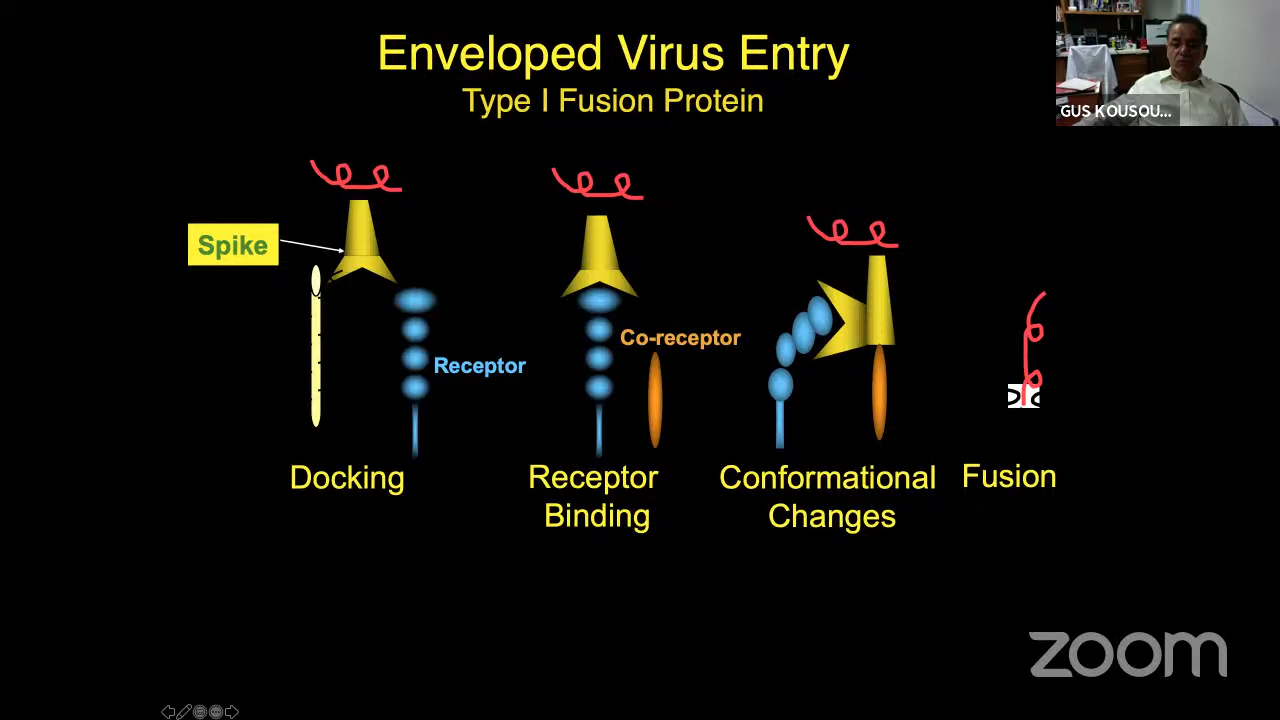 Enveloped Virus Entry
Type I Fusion Protein
GUS KOUSOU...
Spike
Receptor
Co-receptor
Docking
Receptor
Binding
Conformational
Changes
Fusion
zoom